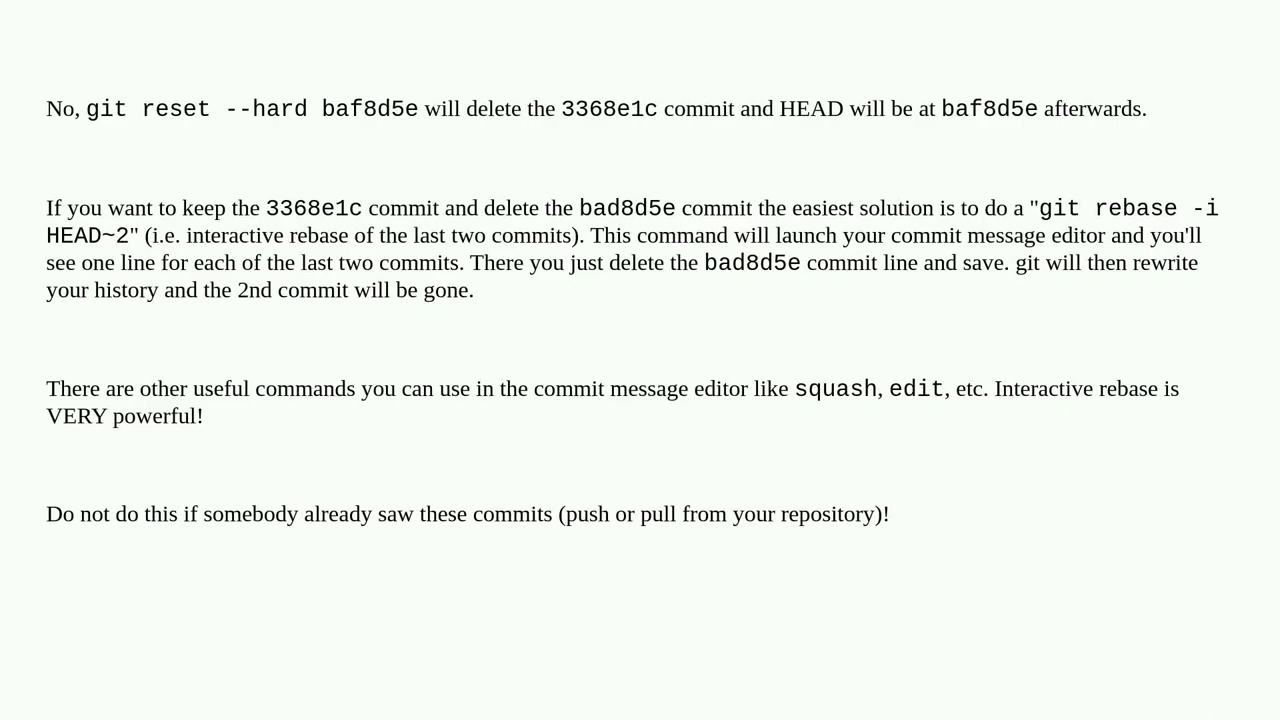 No, git reset --hard baf8d5e will delete the 3368e1c commit and HEAD will be at baf8d5e afterwards.
If you want to keep the 3368e1c commit and delete the bad8d5e commit the easiest solution is to do a "git rebase -i
HEAD~2" (i.e. interactive rebase of the last two commits). This command will launch your commit message editor and you'll
see one line for each of the last two commits. There you just delete the bad8d5e commit line and save. git will then rewrite
your history and the 2nd commit will be gone.
There are other useful commands you can use in the commit message editor like squash, edit, etc. Interactive rebase is
VERY powerful!
Do not do this if somebody already saw these commits (push or pull from your repository)!